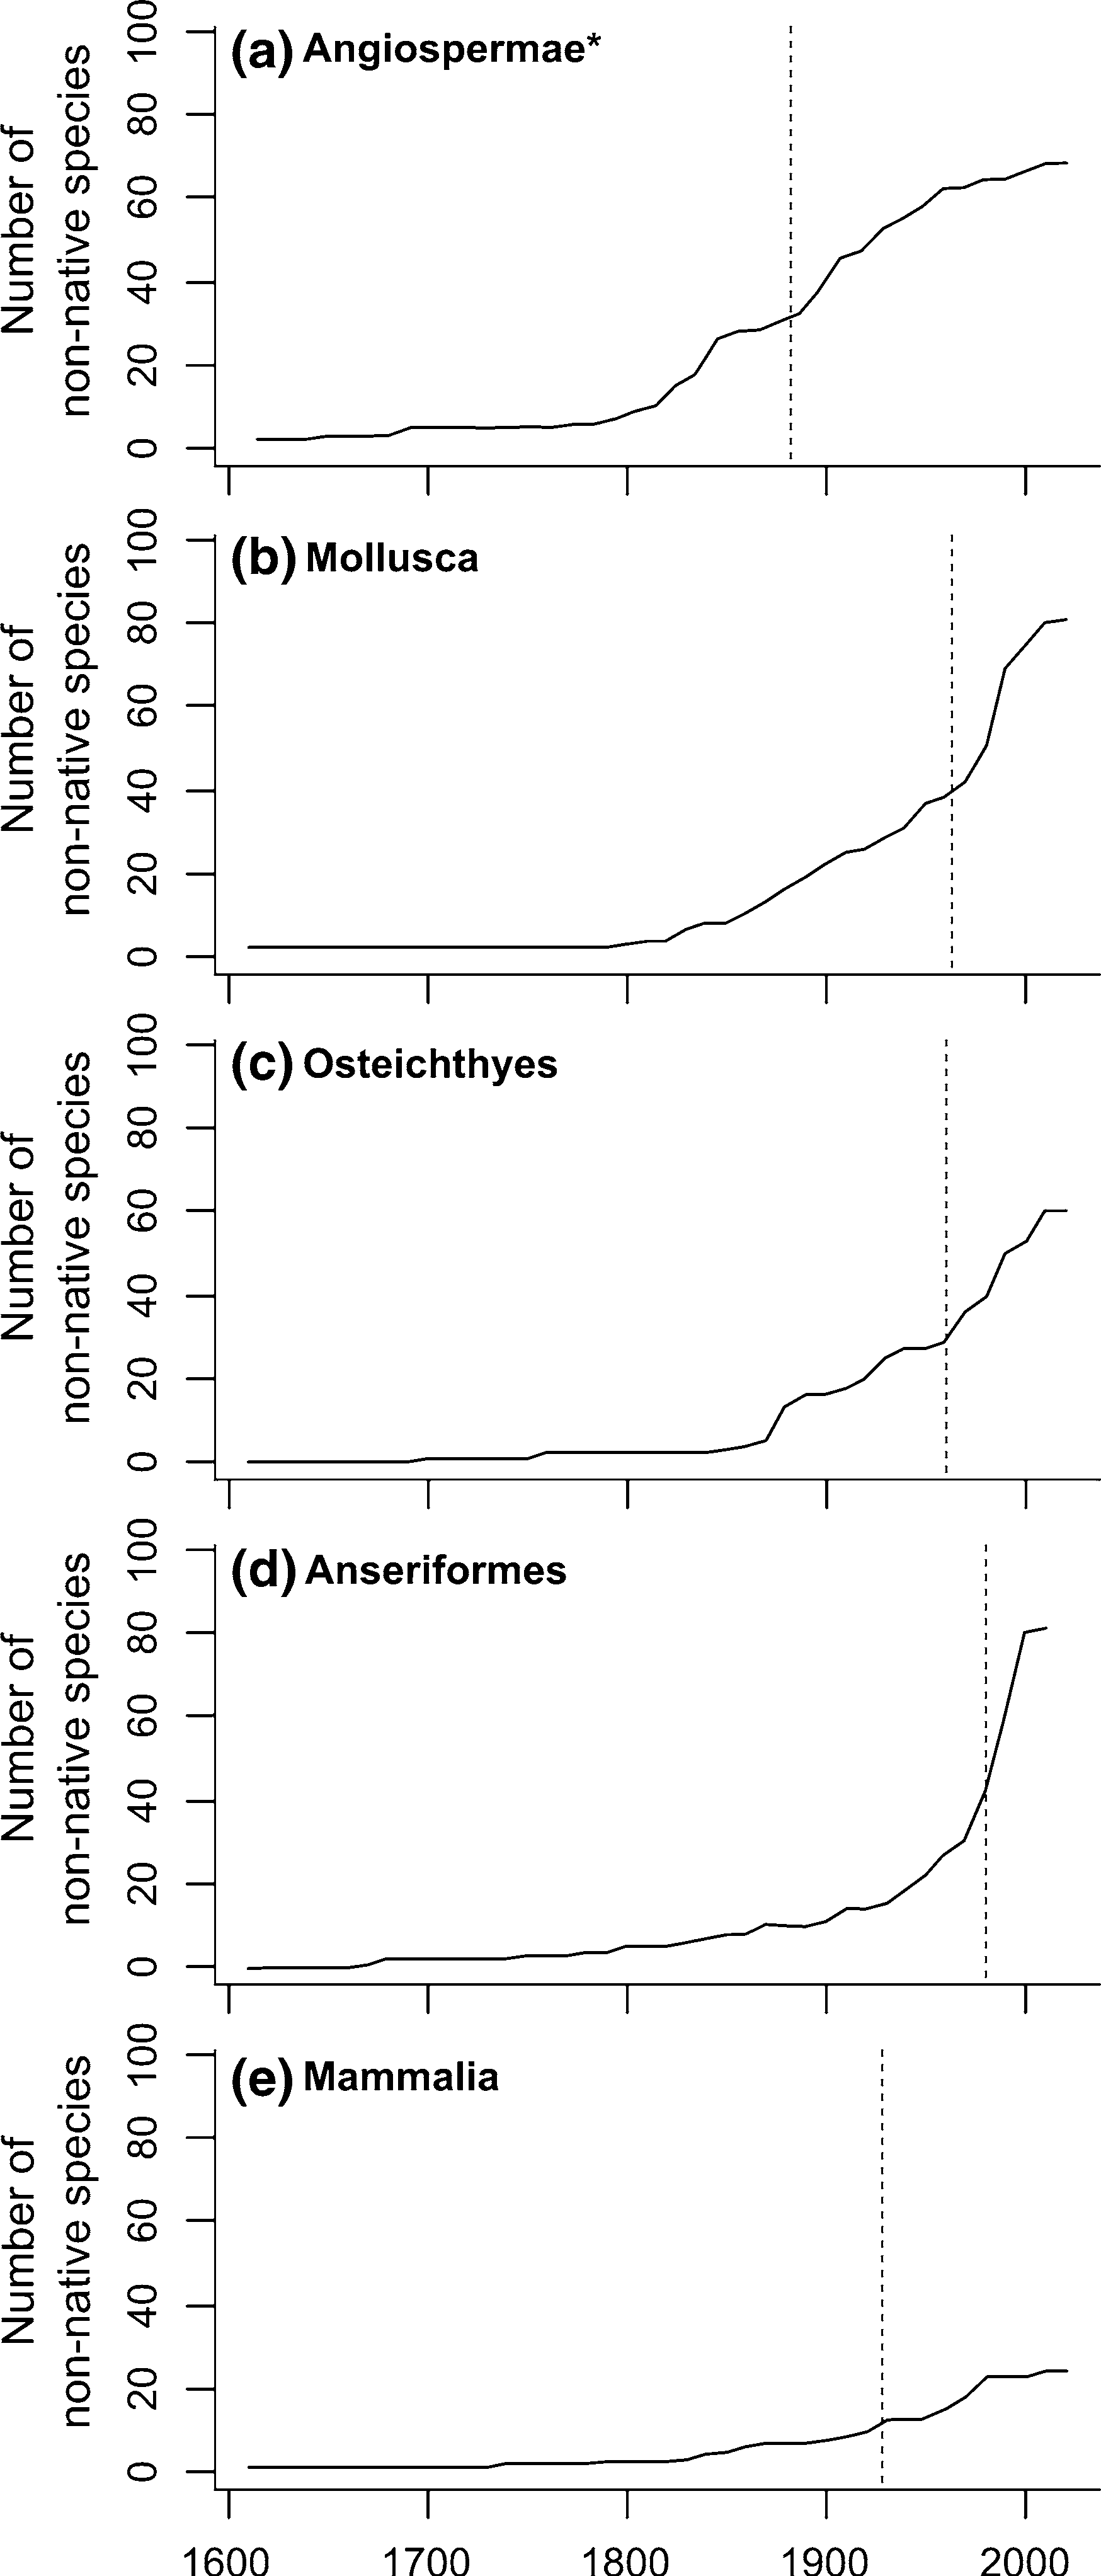 (a) Angiospermae*
Number of
non-native species
100
80
60
40
20
0
(b) Mollusca
Number of
non-native species
100
80
60
40
20
0
(c) Osteichthyes
Number of
non-native species
100
80
60
40
20
0
(d) Anseriformes
Number of
non-native species
100
80
60
40
20
0
(e) Mammalia
Number of
non-native species
100
80
60
40
20
0
1600 1700 1800 1900 2000